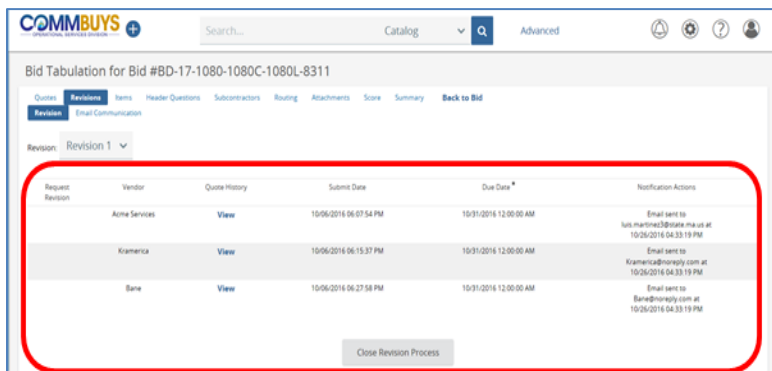 COMMBUYS
OPERATIONAL SERVICES DIVISION
Search... Catalog Advanced
Bid Tabulation for Bid #BD-17-1080-1080C-1080L-8311
Quotes Revisions Items Header Questions Subcontractors Routing Attachments Score Summary Back to Bid
Revision Email Communication
Revision: Revision 1
Request Revision Vendor Quote History Submit Date Due Date * Notification Actions
Acme Services View 10/06/2016 06:07:54 PM 10/31/2016 12:00:00 AM Email sent to
luis.martinez3@state.ma.us at
10/26/2016 04:33:19 PM
Kramerica View 10/06/2016 06:15:37 PM 10/31/2016 12:00:00 AM Email sent to
Kramerica@noreply.com at
10/26/2016 04:33:19 PM
Bane View 10/06/2016 06:27:58 PM 10/31/2016 12:00:00 AM Email sent to
Bane@noreply.com at
10/26/2016 04:33:19 PM
Close Revision Process